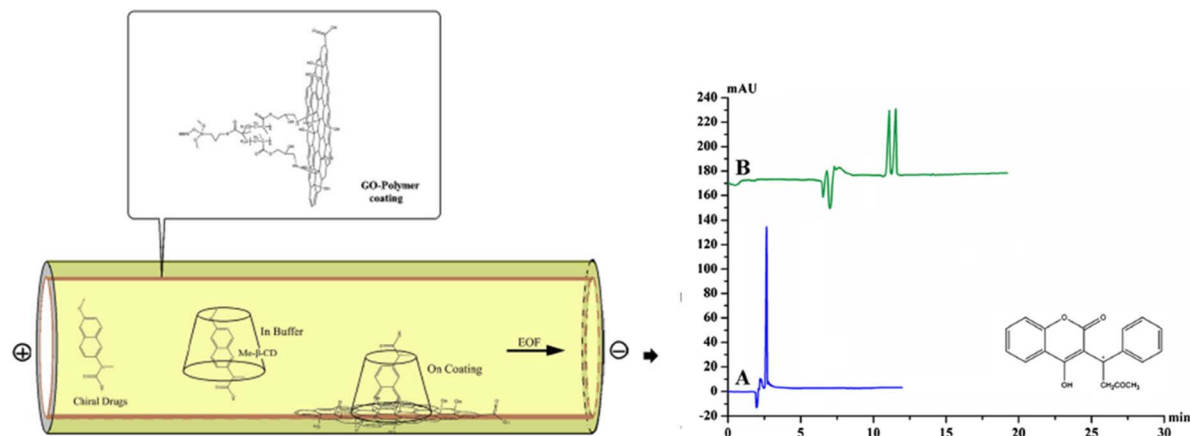 GO-Polymer
coating
In Buffer
Me-β-CD
Chiral Drugs
On Coating
EOF
mAU
240
220
200
180
160
140
120
100
80
60
40
20
0
-20
B
A
0
5
10
15
20
25
30
min
O
O
OH
CH₂COCH₃